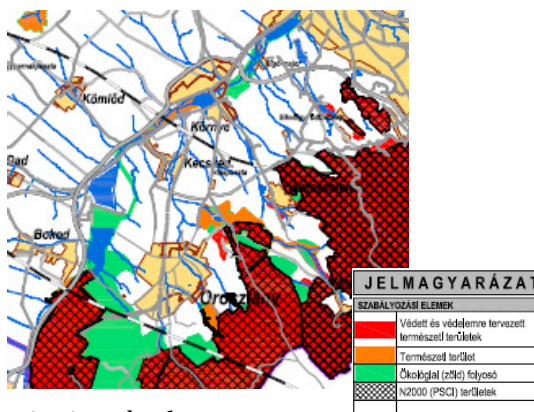 Kömlőd
Környe
Kecskéd
Dad
Bokod
Oroszlány
JELMAGYARÁZAT
SZABÁLYOZÁSI ELEMEK
Védett és védelemre tervezett
természeti területek
Természeti terület
Ökológiai (zöld) folyosó
N2000 (PSCI) területek